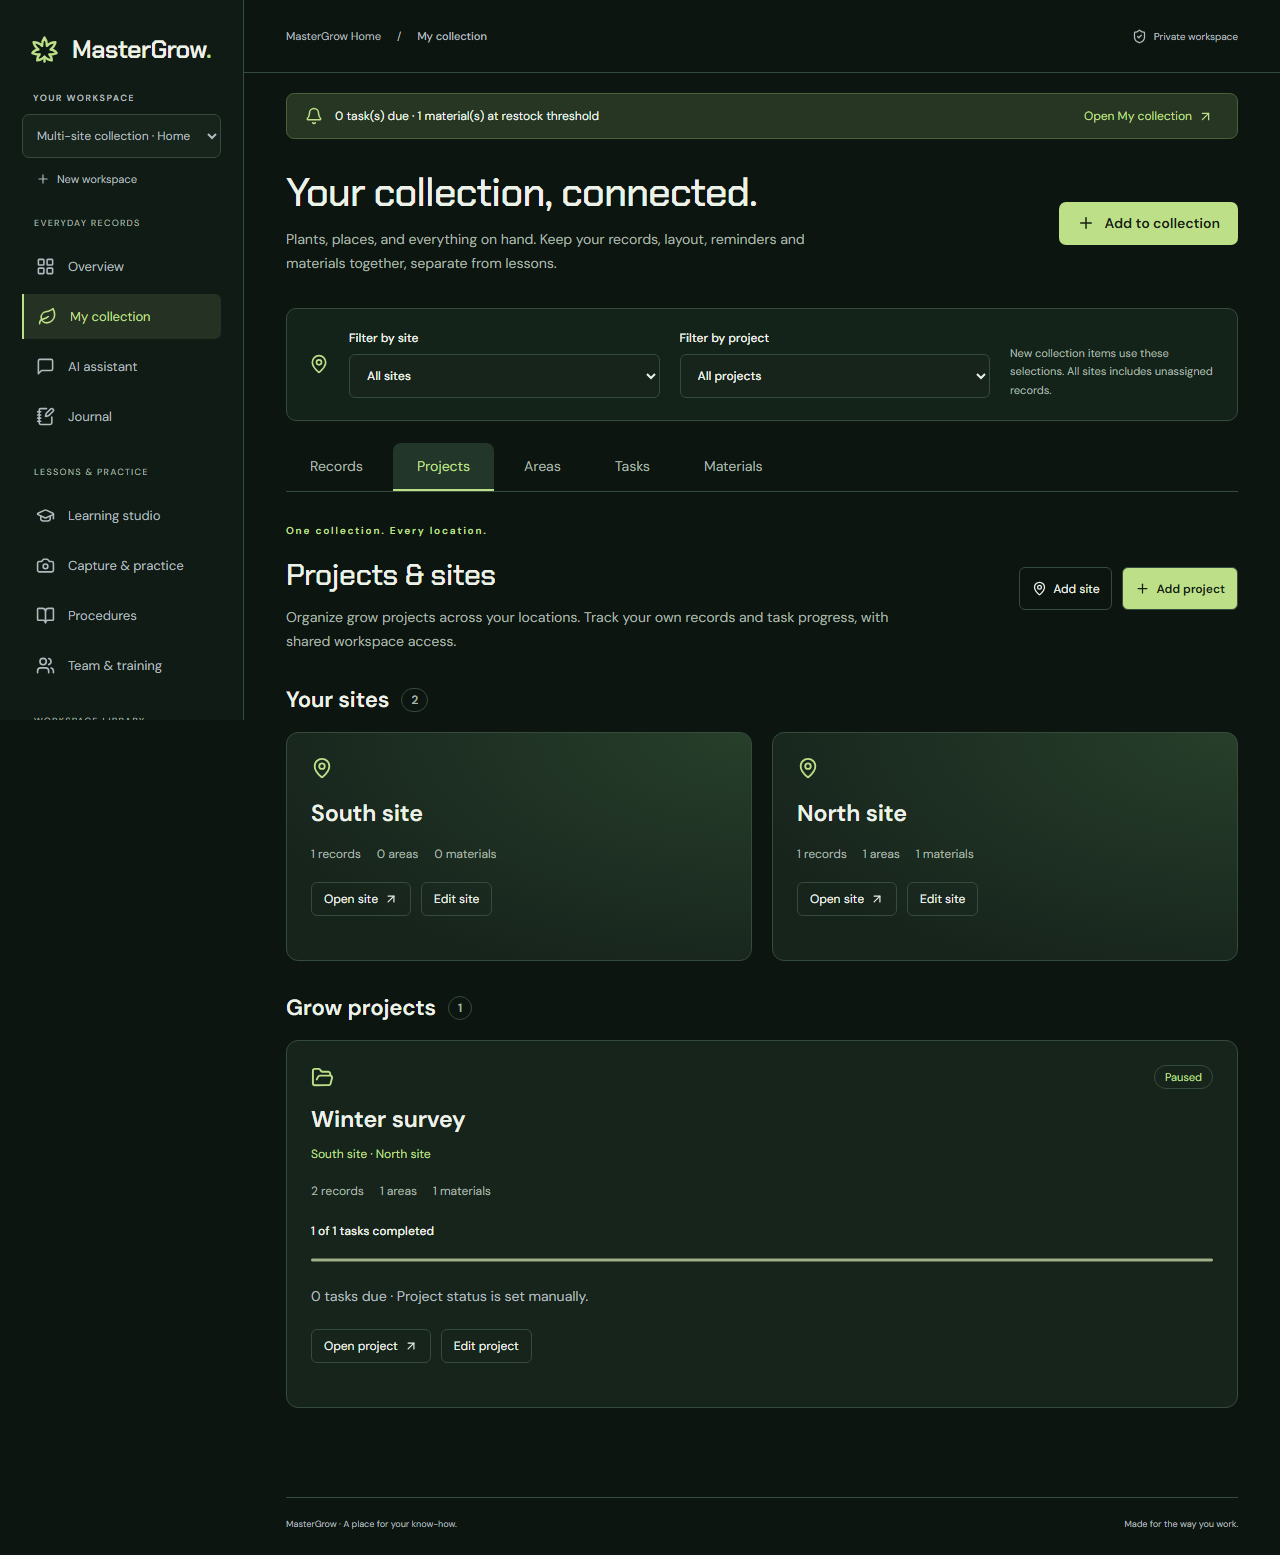 MasterGrow.
YOUR WORKSPACE
Multi-site collection · Home
New workspace
EVERYDAY RECORDS
Overview
My collection
AI assistant
Journal
LESSONS & PRACTICE
Learning studio
Capture & practice
Procedures
Team & training
WORKSPACE LIBRARY
MasterGrow Home / My collection
Private workspace
0 task(s) due · 1 material(s) at restock threshold
Open My collection
Your collection, connected.
Plants, places, and everything on hand. Keep your records, layout, reminders and
materials together, separate from lessons.
Add to collection
Filter by site
All sites
Filter by project
All projects
New collection items use these
selections. All sites includes unassigned
records.
Records Projects Areas Tasks Materials
One collection. Every location.
Projects & sites
Organize grow projects across your locations. Track your own records and task progress, with
shared workspace access.
Add site
Add project
Your sites 2
South site
1 records 0 areas 0 materials
Open site Edit site
North site
1 records 1 areas 1 materials
Open site Edit site
Grow projects 1
Paused
Winter survey
South site · North site
2 records 1 areas 1 materials
1 of 1 tasks completed
0 tasks due · Project status is set manually.
Open project Edit project
MasterGrow · A place for your know-how.
Made for the way you work.